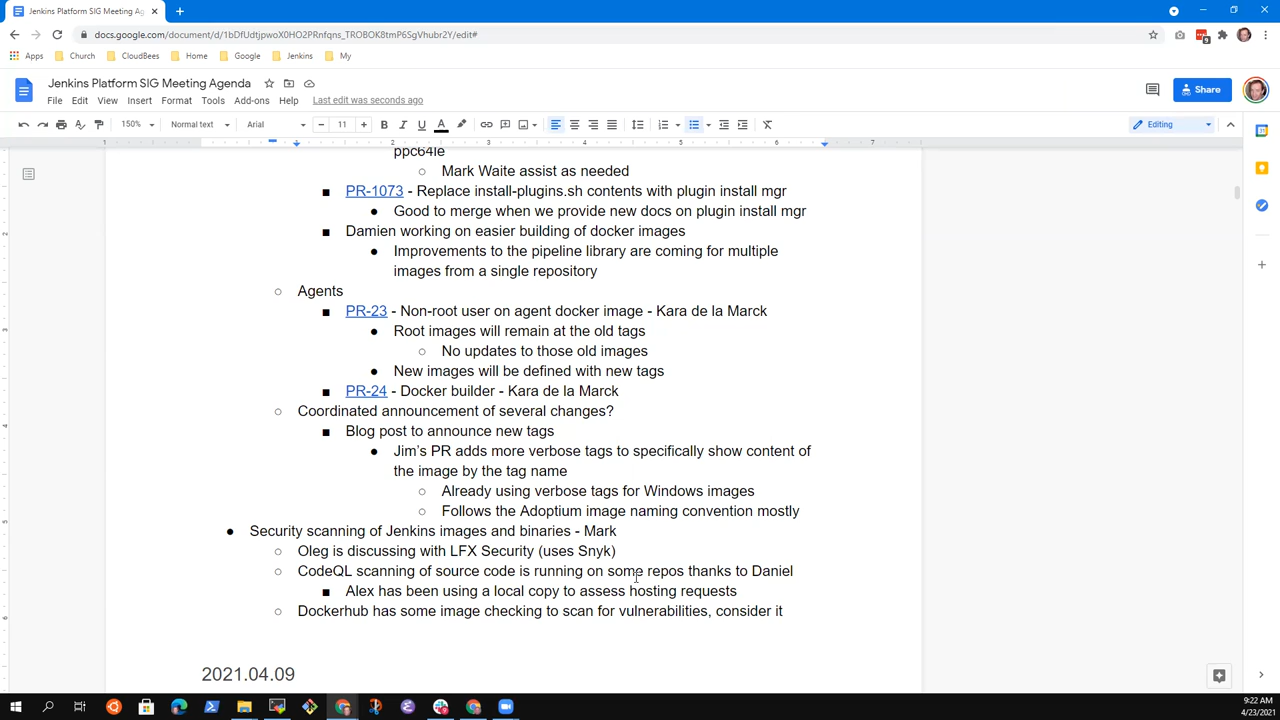 Jenkins Platform SIG Meeting Ag
docs.google.com/document/d/1bDfUdtjpwoX0HO2PRnfqns_TROBOK8tmP6SgVhubr2Y/edit#
9
Apps Church CloudBees Home Google Jenkins My
Jenkins Platform SIG Meeting Agenda
Share
File Edit View Insert Format Tools Add-ons Help Last edit was seconds ago
150% Normal text Arial 11 Editing
1 2 3 4 5 6 7
ppc64le
Mark Waite assist as needed
PR-1073 - Replace install-plugins.sh contents with plugin install mgr
Good to merge when we provide new docs on plugin install mgr
Damien working on easier building of docker images
Improvements to the pipeline library are coming for multiple
images from a single repository
Agents
PR-23 - Non-root user on agent docker image - Kara de la Marck
Root images will remain at the old tags
No updates to those old images
New images will be defined with new tags
PR-24 - Docker builder - Kara de la Marck
Coordinated announcement of several changes?
Blog post to announce new tags
Jim's PR adds more verbose tags to specifically show content of
the image by the tag name
Already using verbose tags for Windows images
Follows the Adoptium image naming convention mostly
Security scanning of Jenkins images and binaries - Mark
Oleg is discussing with LFX Security (uses Snyk)
CodeQL scanning of source code is running on some repos thanks to Daniel
Alex has been using a local copy to assess hosting requests
Dockerhub has some image checking to scan for vulnerabilities, consider it
2021.04.09
9:22 AM
4/23/2021